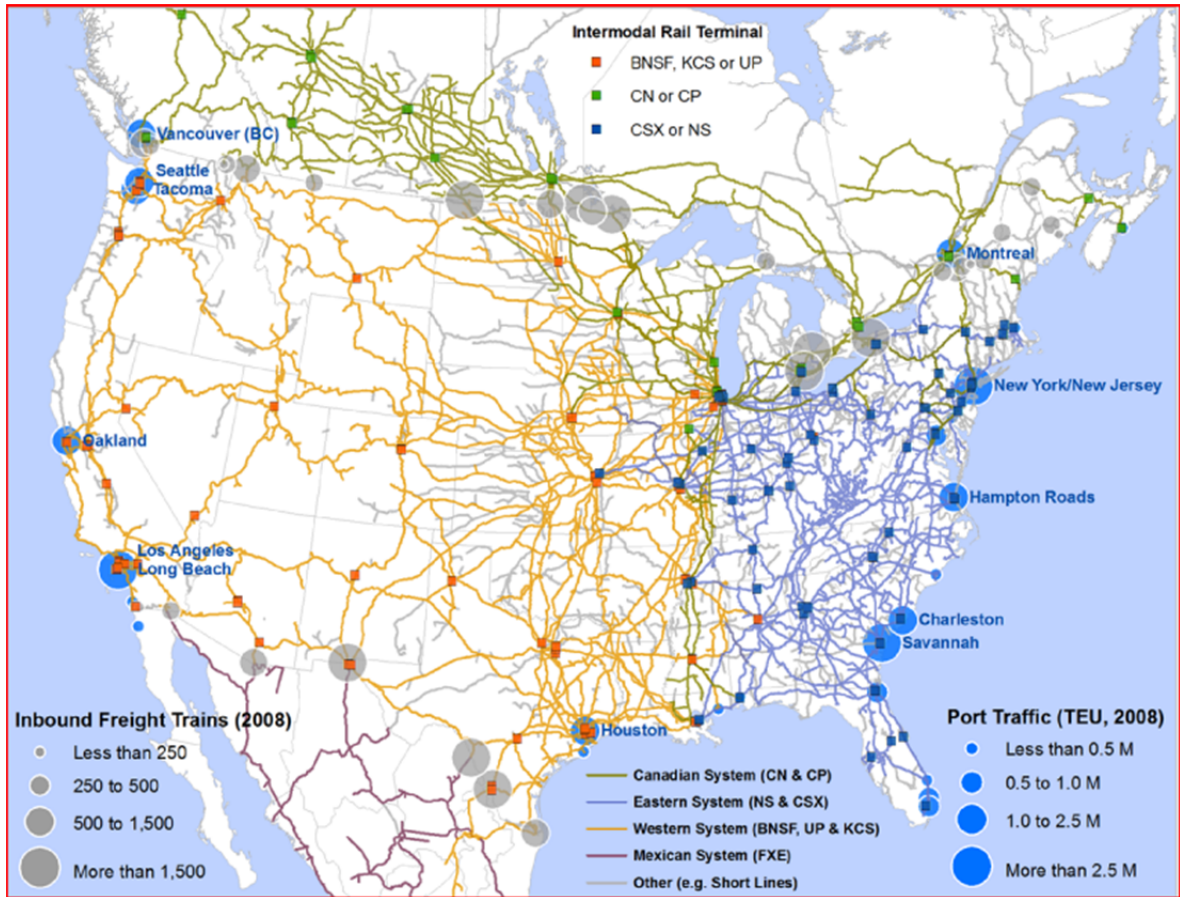 Intermodal Rail Terminal
BNSF, KCS or UP
CN or CP
CSX or NS
Vancouver (BC)
Seattle
Tacoma
Montreal
New York/New Jersey
Oakland
Hampton Roads
Los Angeles
Long Beach
Charleston
Savannah
Houston
Inbound Freight Trains (2008)
Less than 250
250 to 500
500 to 1,500
More than 1,500
Canadian System (CN & CP)
Eastern System (NS & CSX)
Western System (BNSF, UP & KCS)
Mexican System (FXE)
Other (e.g. Short Lines)
Port Traffic (TEU, 2008)
Less than 0.5 M
0.5 to 1.0 M
1.0 to 2.5 M
More than 2.5 M